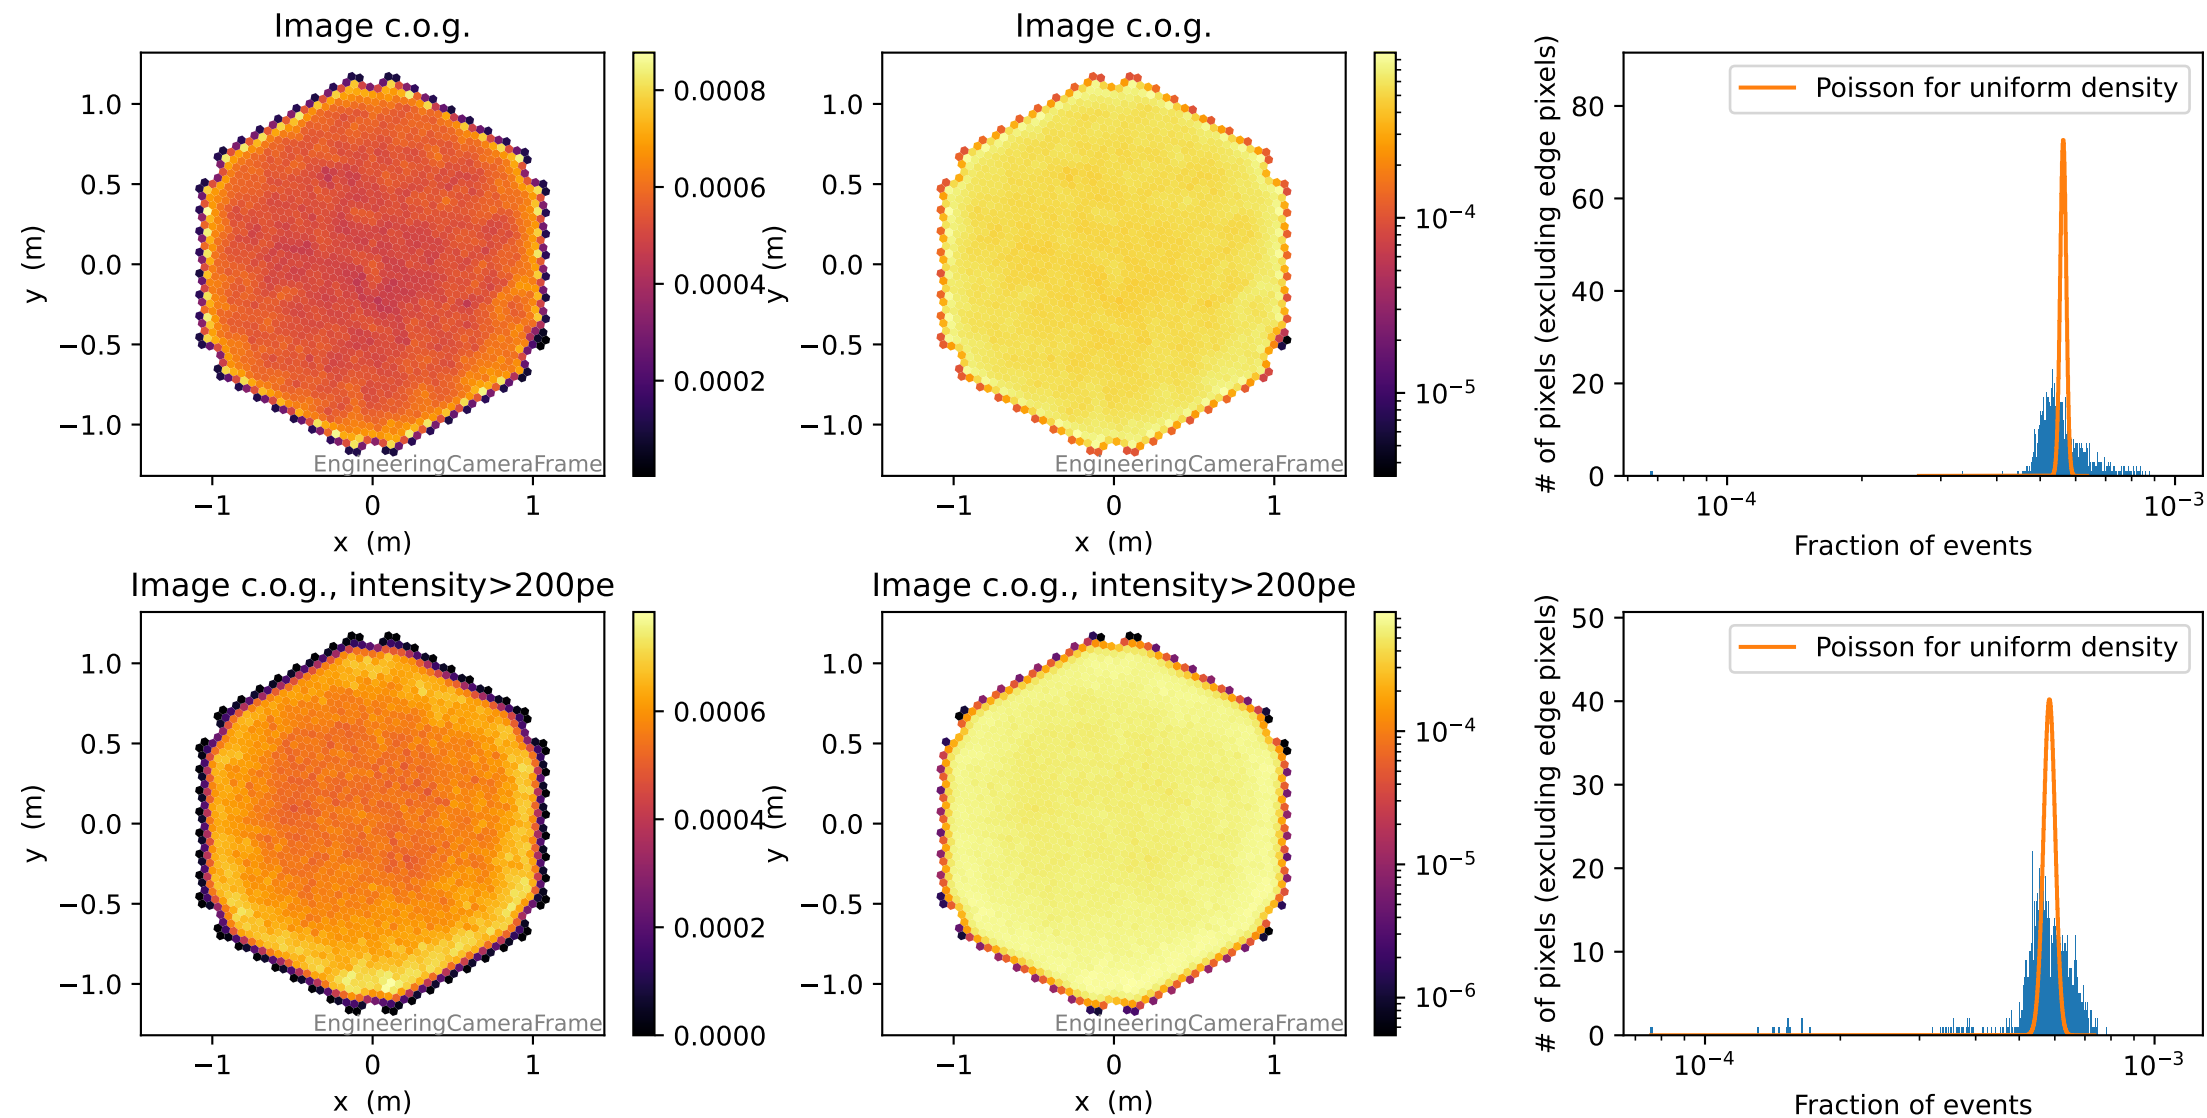 Image c.o.g.
1.0
0.5
0.0
−0.5
−1.0
y (m)
−1
0
1
x (m)
EngineeringCameraFrame
0.0008
0.0006
0.0004
0.0002
Image c.o.g.
1.0
0.5
0.0
−0.5
−1.0
y (m)
−1
0
1
x (m)
EngineeringCameraFrame
10⁻⁴
10⁻⁵
# of pixels (excluding edge pixels)
80
60
40
20
0
Poisson for uniform density
10⁻⁴
10⁻³
Fraction of events
Image c.o.g., intensity>200pe
1.0
0.5
0.0
−0.5
−1.0
y (m)
−1
0
1
x (m)
EngineeringCameraFrame
0.0006
0.0004
0.0002
0.0000
Image c.o.g., intensity>200pe
1.0
0.5
0.0
−0.5
−1.0
y (m)
−1
0
1
x (m)
EngineeringCameraFrame
10⁻⁴
10⁻⁵
10⁻⁶
# of pixels (excluding edge pixels)
50
40
30
20
10
0
Poisson for uniform density
10⁻⁴
10⁻³
Fraction of events